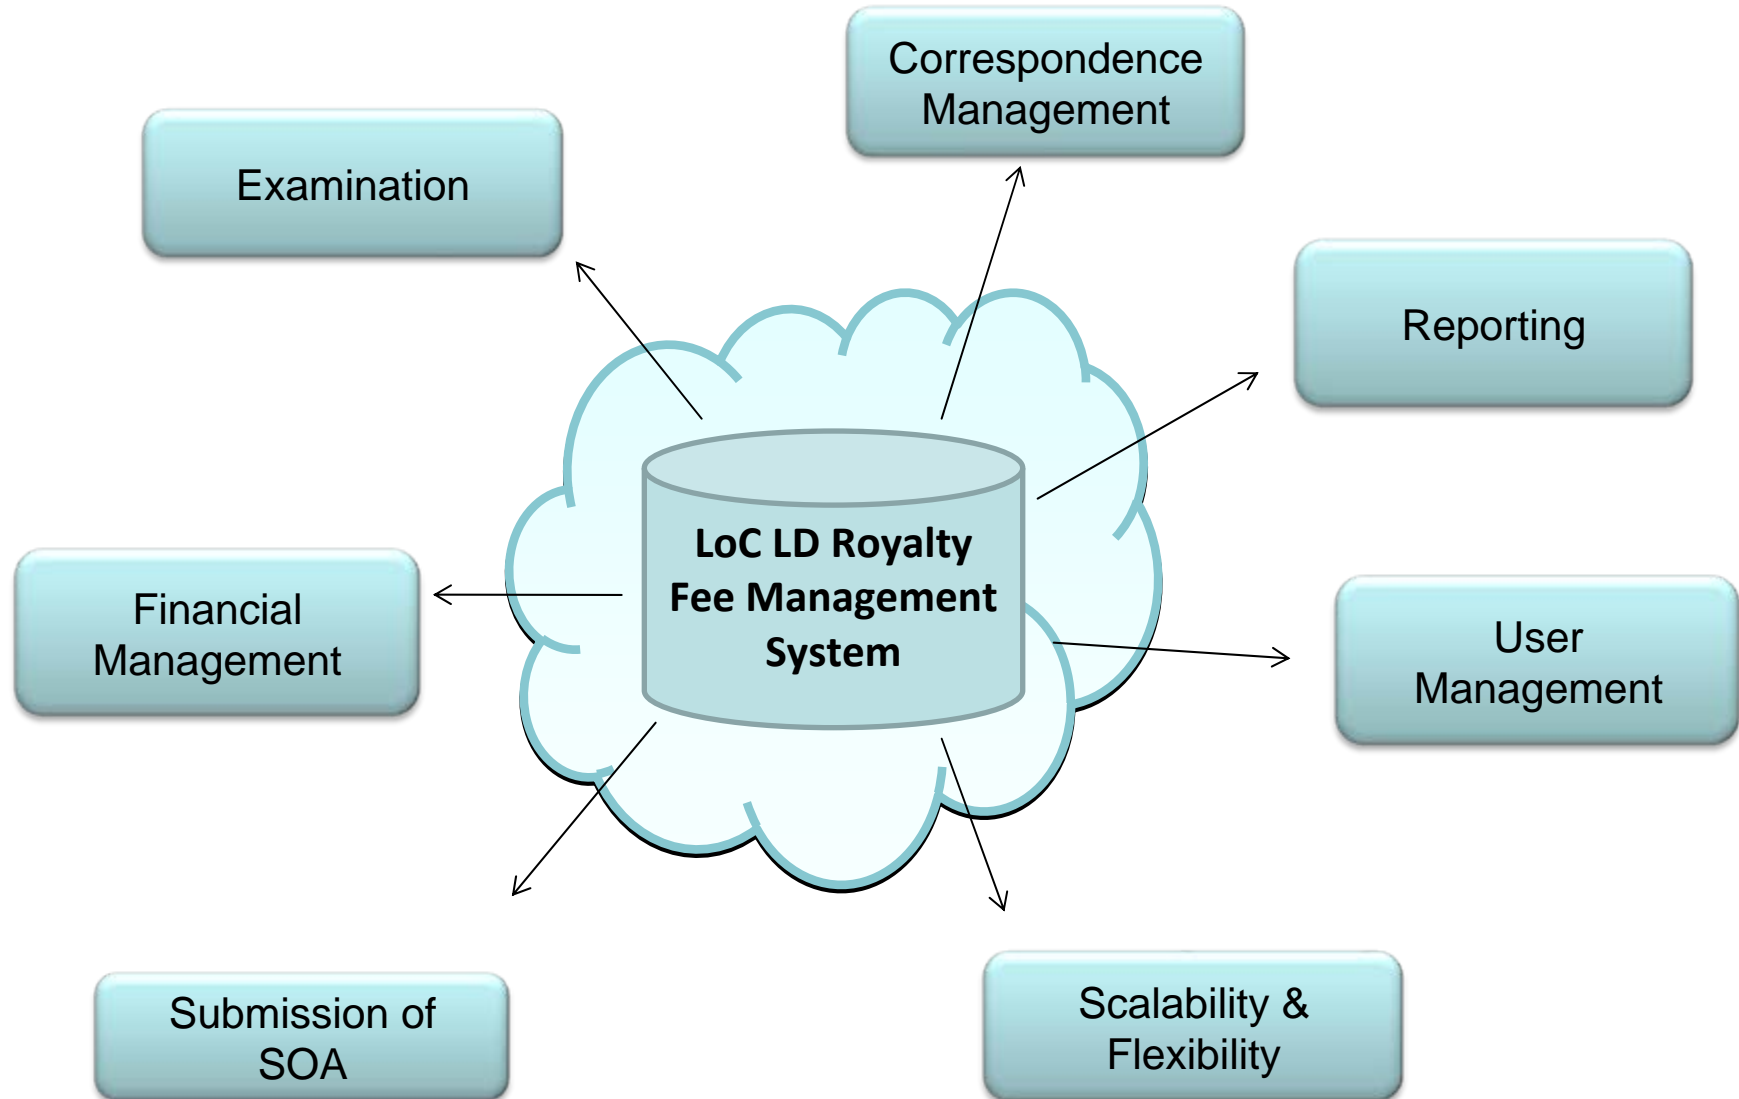 Correspondence
Management
Examination
Reporting
LoC LD Royalty
Fee Management
System
Financial
Management
User
Management
Submission of
SOA
Scalability &
Flexibility